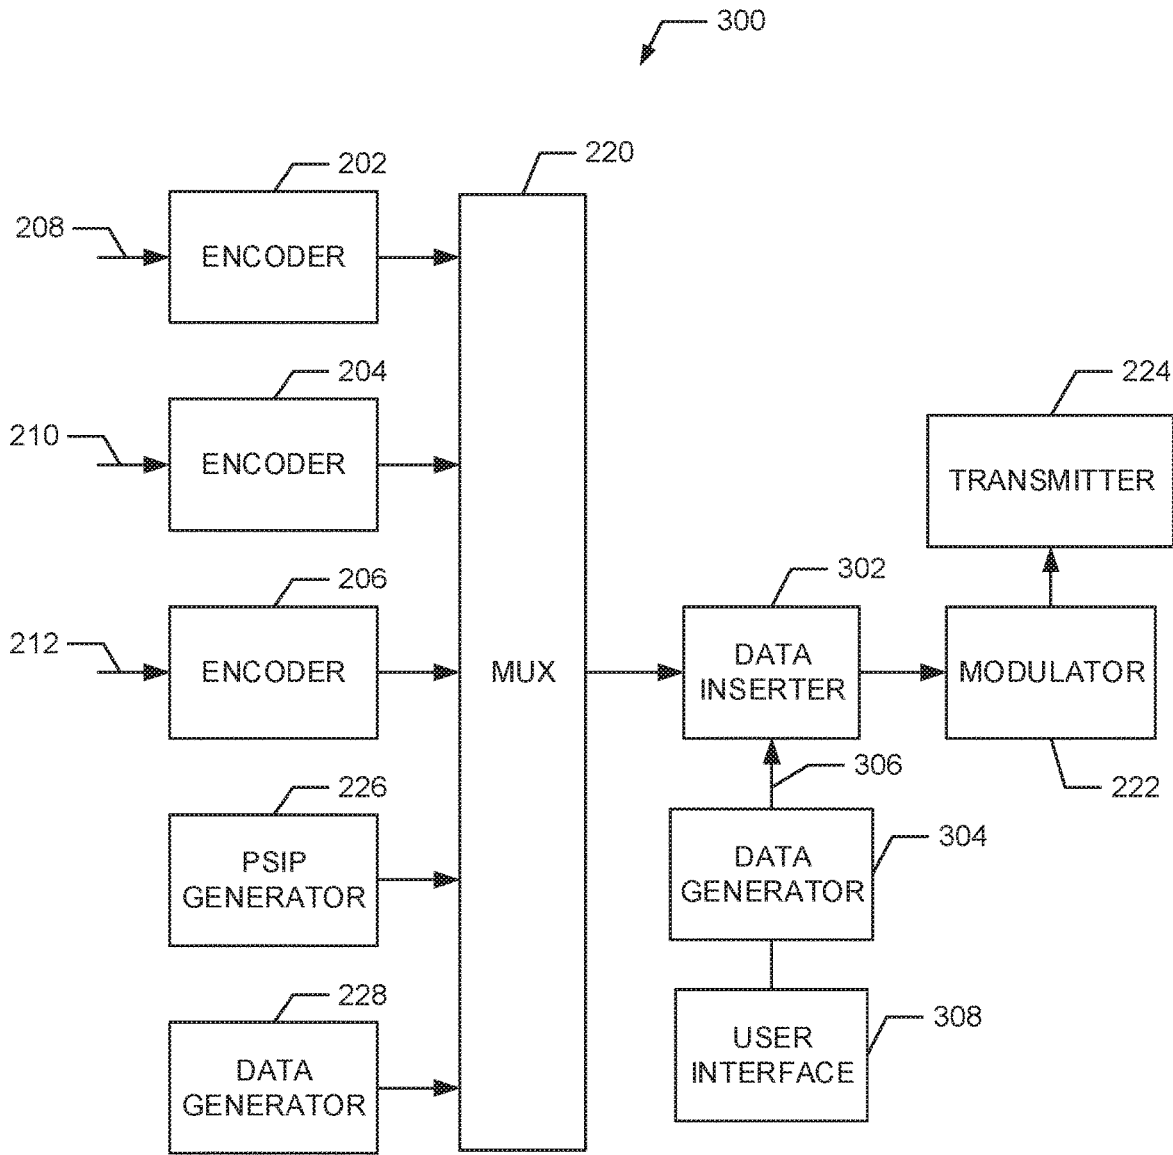 300
202
220
208
ENCODER
204
224
210
ENCODER
TRANSMITTER
206
302
212
ENCODER
MUX
DATA
INSERTER
MODULATOR
226
306
222
PSIP
GENERATOR
DATA
GENERATOR
304
228
DATA
GENERATOR
USER
INTERFACE
308